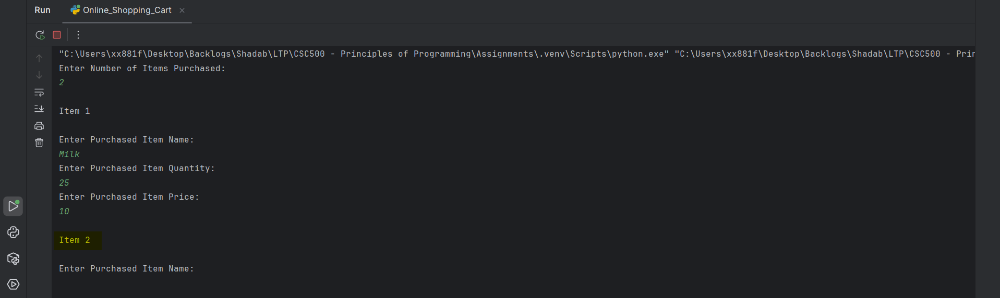 Run
Online_Shopping_Cart
"C:\Users\xx881f\Desktop\Backlogs\Shadab\LTP\CSC500 - Principles of Programming\Assignments\.venv\Scripts\python.exe" "C:\Users\xx881f\Desktop\Backlogs\Shadab\LTP\CSC500 - Prin
Enter Number of Items Purchased:
2
Item 1
Enter Purchased Item Name:
Milk
Enter Purchased Item Quantity:
25
Enter Purchased Item Price:
10
Item 2
Enter Purchased Item Name: